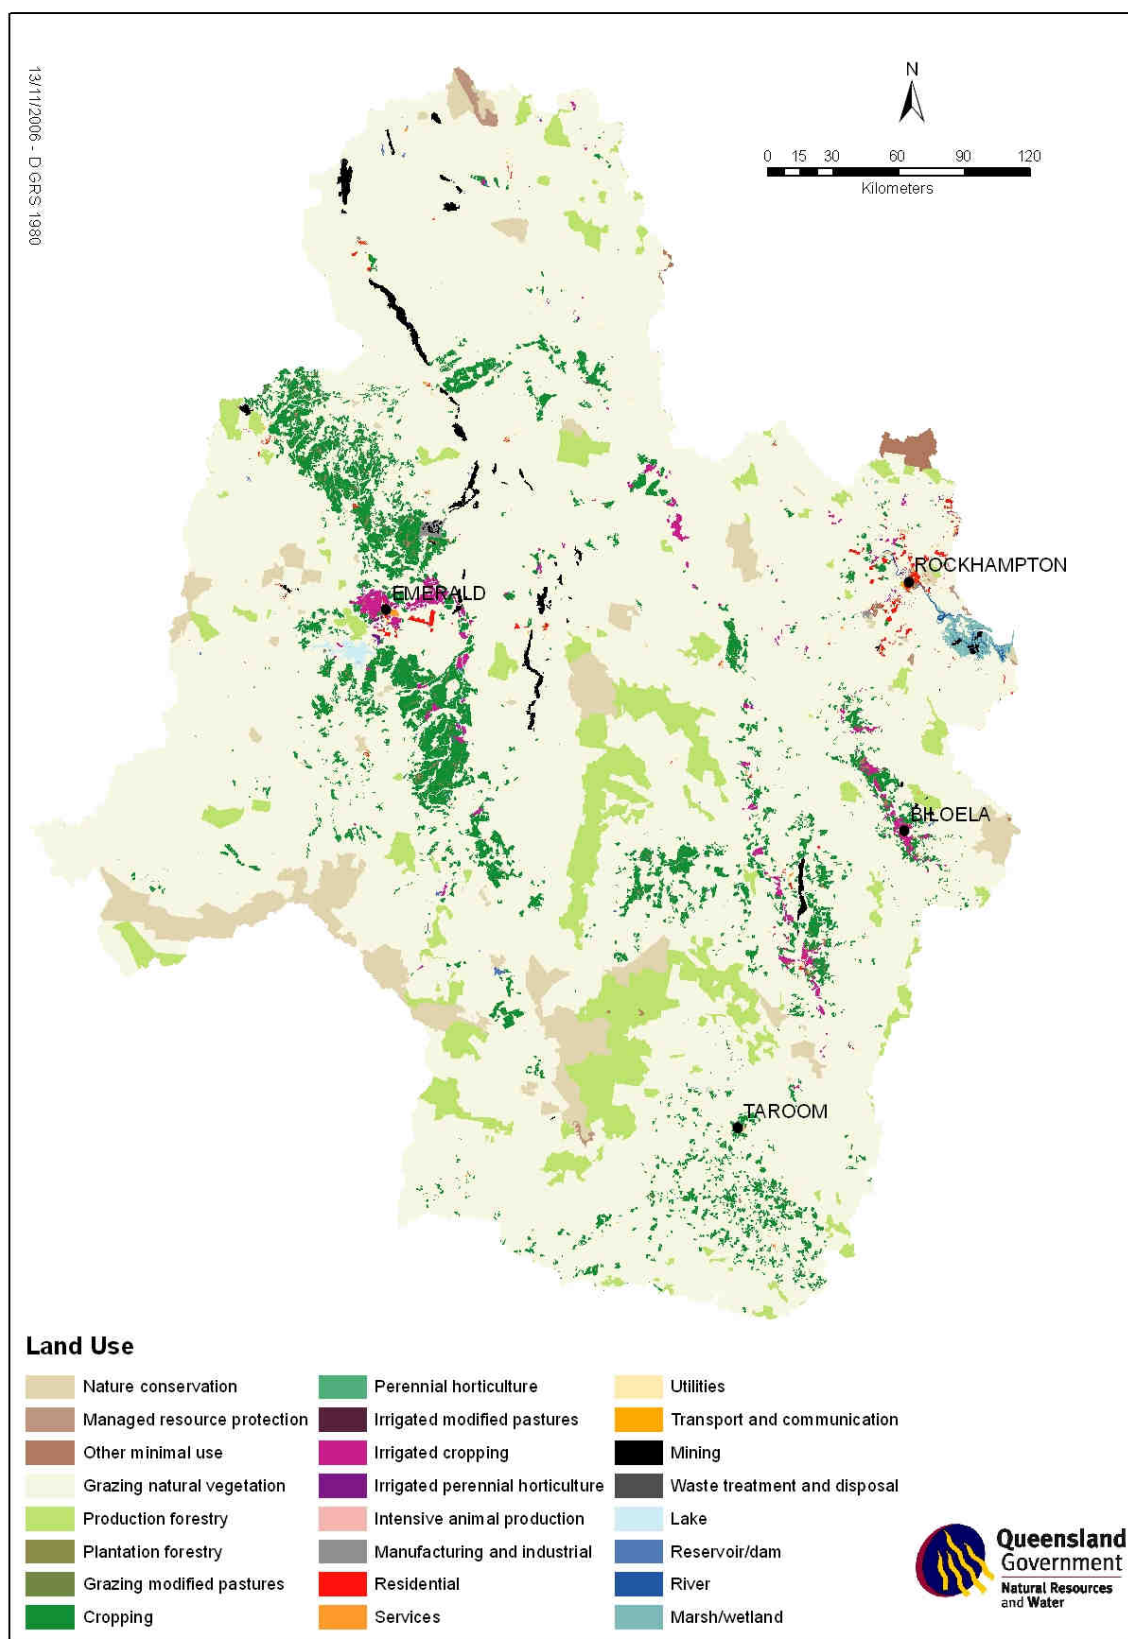 13/11/2006 - D GRS 1980
N
0 15 30 60 90 120
Kilometers
ROCKHAMPTON
EMERALD
BILOELA
TAROOM
Land Use
Nature conservation
Managed resource protection
Other minimal use
Grazing natural vegetation
Production forestry
Plantation forestry
Grazing modified pastures
Cropping
Perennial horticulture
Irrigated modified pastures
Irrigated cropping
Irrigated perennial horticulture
Intensive animal production
Manufacturing and industrial
Residential
Services
Utilities
Transport and communication
Mining
Waste treatment and disposal
Lake
Reservoir/dam
River
Marsh/wetland
Queensland
Government
Natural Resources
and Water